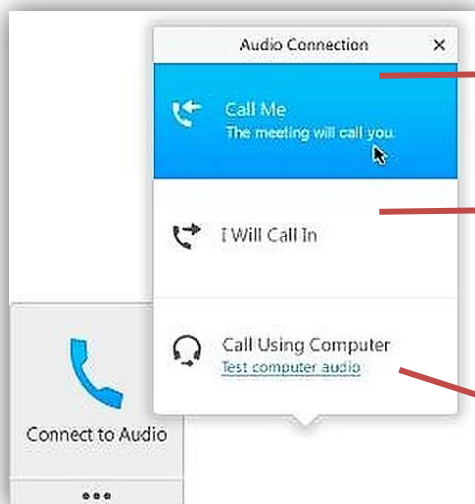 Audio Connection
Call Me
The meeting will call you.
I Will Call In
Call Using Computer
Test computer audio
Connect to Audio